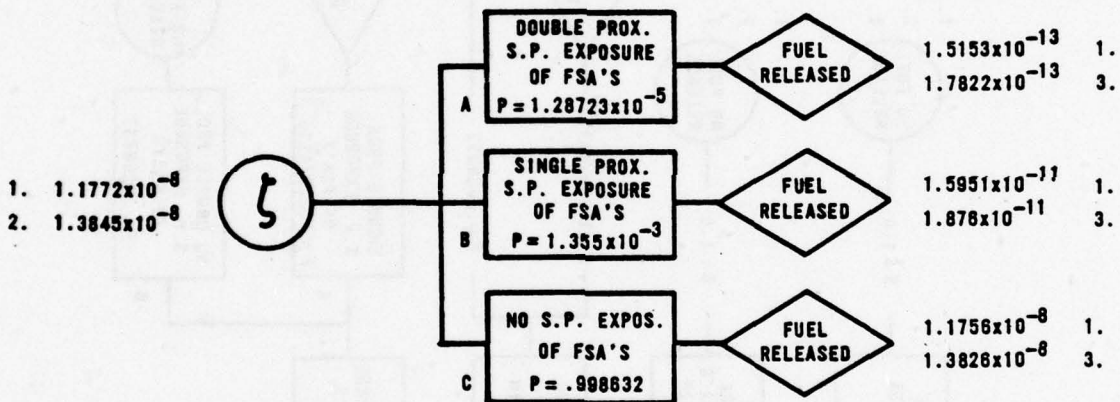 1. 1.1772x10^-8
2. 1.3845x10^-8
ζ
A
DOUBLE PROX.
S.P. EXPOSURE
OF FSA'S
P=1.28723x10^-5
FUEL
RELEASED
1.5153x10^-13 1.
1.7822x10^-13 3.
B
SINGLE PROX.
S.P. EXPOSURE
OF FSA'S
P=1.355x10^-3
FUEL
RELEASED
1.5951x10^-11 1.
1.876x10^-11 3.
C
NO S.P. EXPOS.
OF FSA'S
P= .998632
FUEL
RELEASED
1.1756x10^-8 1.
1.3826x10^-8 3.